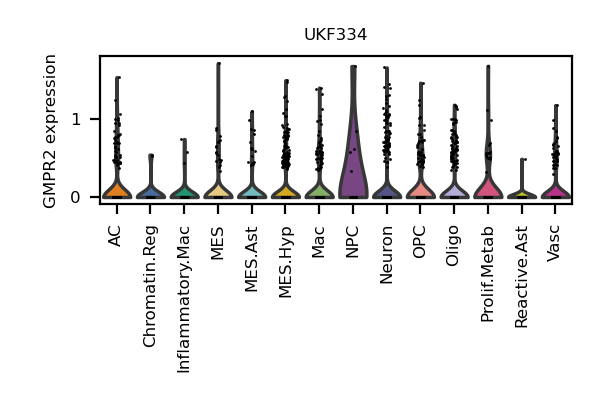 UKF334
GMPR2 expression
1
0
AC
Chromatin.Reg
Inflammatory.Mac
MES
MES.Ast
MES.Hyp
Mac
NPC
Neuron
OPC
Oligo
Prolif.Metab
Reactive.Ast
Vasc